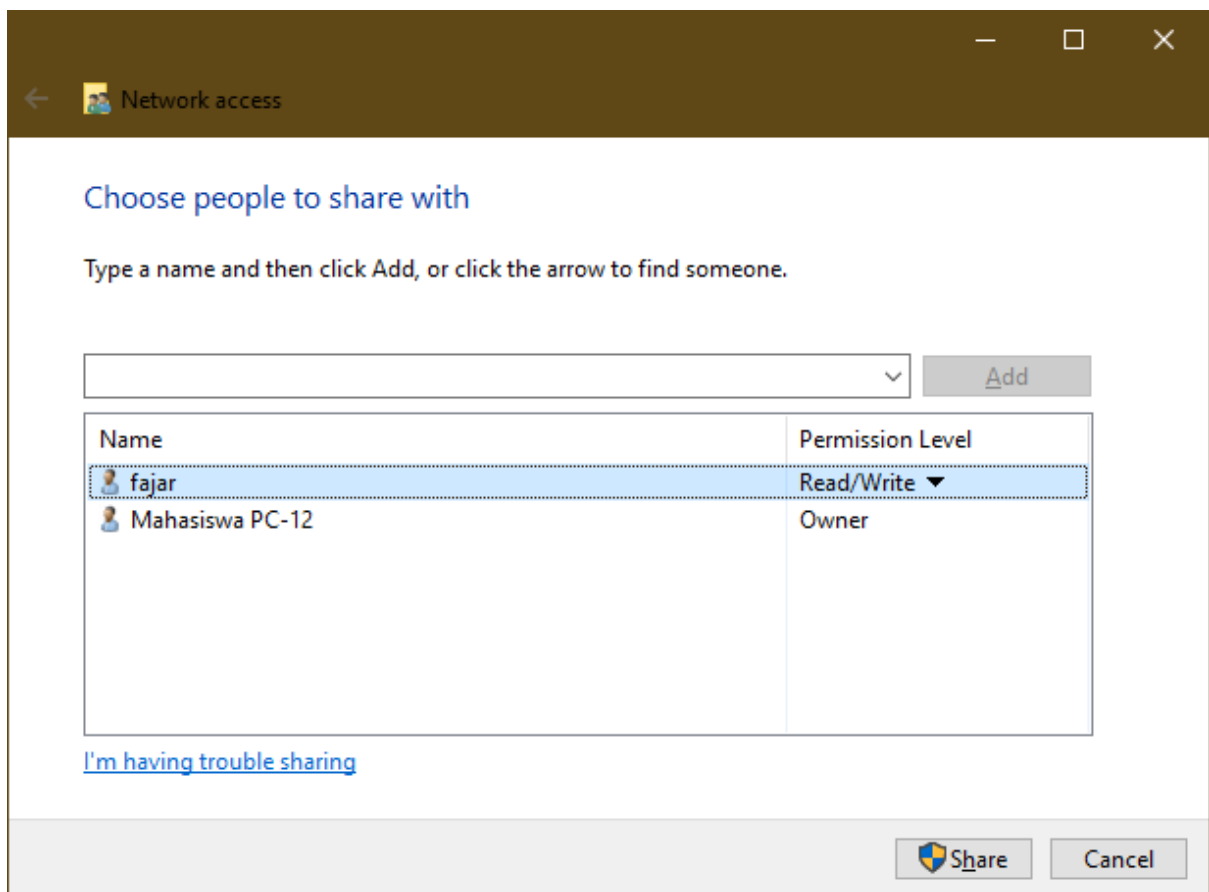 Network access
Choose people to share with
Type a name and then click Add, or click the arrow to find someone.
Add
Name Permission Level
fajar Read/Write
Mahasiswa PC-12 Owner
I'm having trouble sharing
Share Cancel